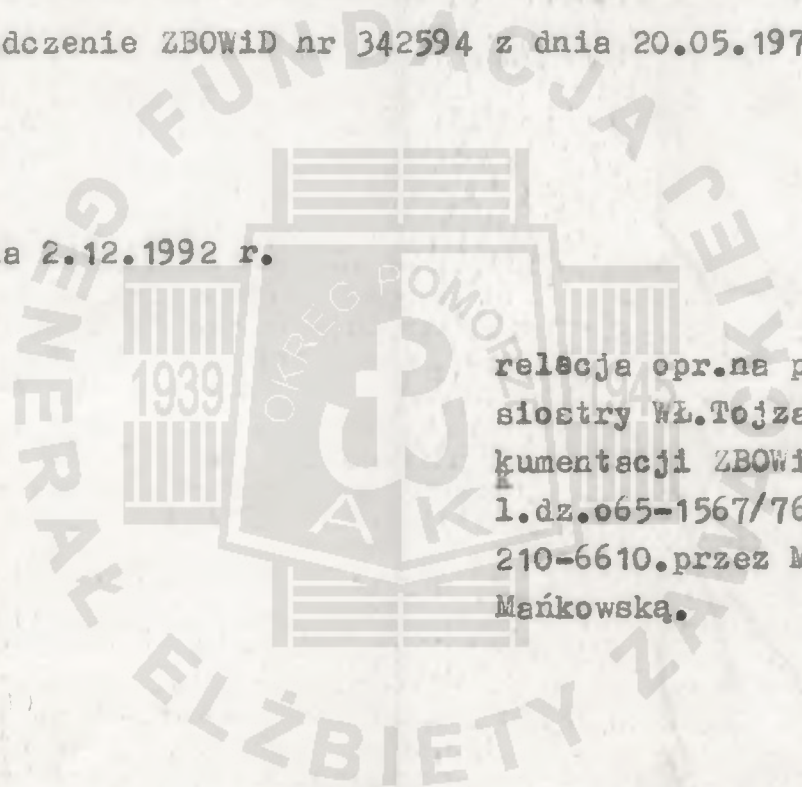 dczenie ZBOWiD nr 342594 z dnia 20.05.197
a 2.12.1992 r.
relacja opr.na p
siostry WŁ.Tojza
kumentacji ZBOWi
l.dz.o65-1567/76
210-6610.przez M
Mańkowską.
FUNDACJA
GENERAŁ ELŻBIETY ZAWACKIEJ
OKRĘG POMORZE
1939
1945
AK